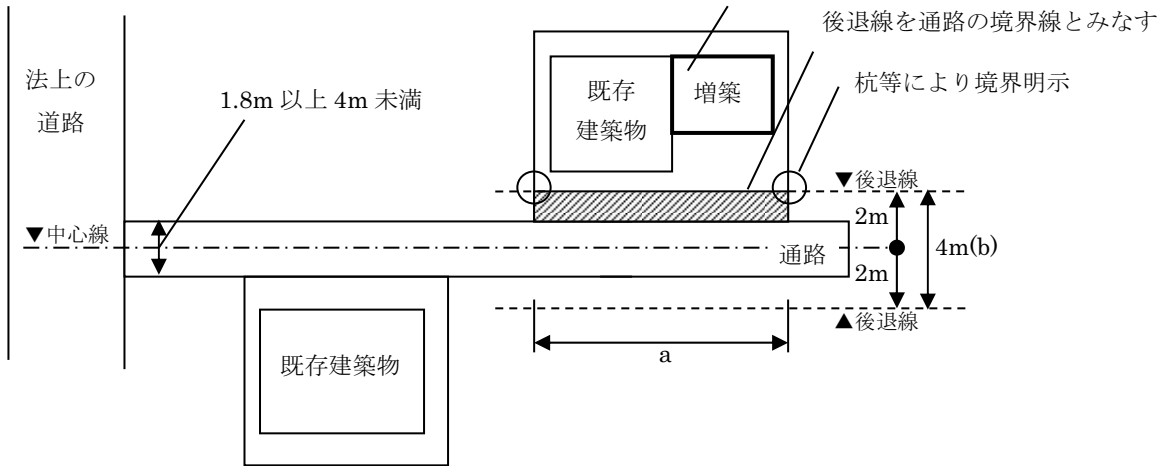 後退線を通路の境界線とみなす
法上の
道路
1.8m 以上 4m 未満
既存
建築物
増築
杭等により境界明示
▼後退線
▼中心線
2m
4m(b)
通路
2m
▲後退線
a
既存建築物